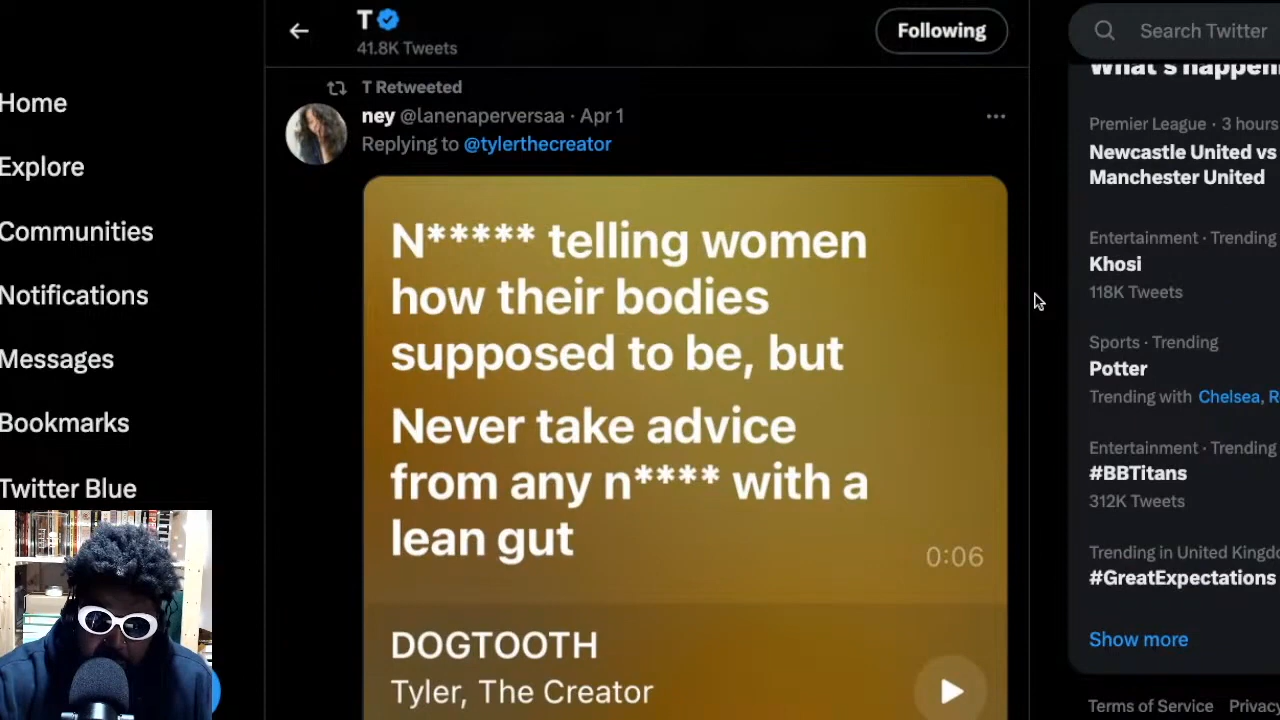 T
41.8K Tweets
Following
Search Twitter
Home
Explore
Communities
Notifications
Messages
Bookmarks
Twitter Blue
T Retweeted
ney @lanenaperversaa · Apr 1
Replying to @tylerthecreator
N***** telling women
how their bodies
supposed to be, but
Never take advice
from any n**** with a
lean gut
0:06
DOGTOOTH
Tyler, The Creator
What's happeni
Premier League · 3 hours
Newcastle United vs
Manchester United
Entertainment · Trending
Khosi
118K Tweets
Sports · Trending
Potter
Trending with Chelsea, R
Entertainment · Trending
#BBTitans
312K Tweets
Trending in United Kingdo
#GreatExpectations
Show more
Terms of Service Privacy